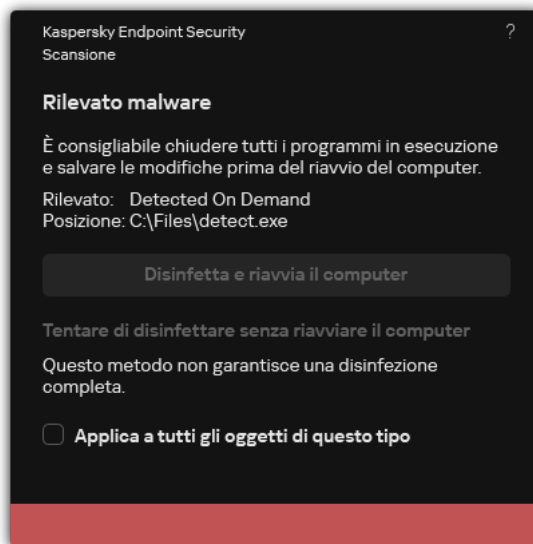 Kaspersky Endpoint Security
?
Scansione
Rilevato malware
È consigliabile chiudere tutti i programmi in esecuzione
e salvare le modifiche prima del riavvio del computer.
Rilevato: Detected On Demand
Posizione: C:\Files\detect.exe
Disinfetta e riavvia il computer
Tentare di disinfettare senza riavviare il computer
Questo metodo non garantisce una disinfezione
completa.
Applica a tutti gli oggetti di questo tipo